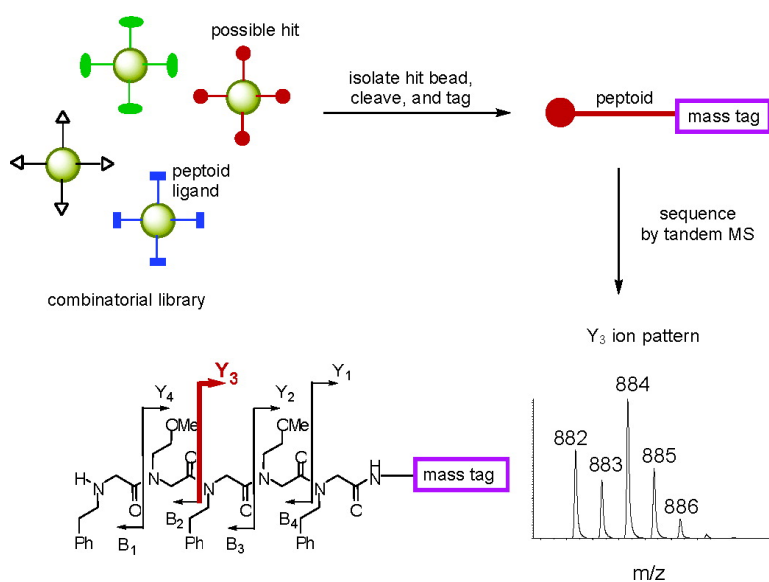 possible hit
isolate hit bead,
cleave, and tag
peptoid
mass tag
peptoid
ligand
sequence
by tandem MS
combinatorial library
Y3 ion pattern
Y3
Y4
Y2
Y1
OMe
OMe
884
882
883
885
886
H
N
O
N
O
N
O
N
O
N
O
H
N
mass tag
B1
B2
B3
B4
Ph
Ph
Ph
m/z